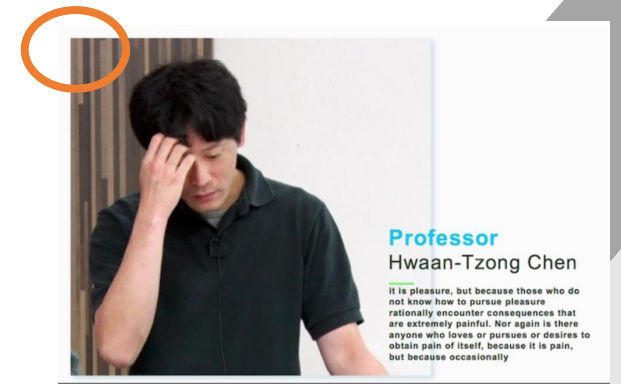 Professor
Hwaan-Tzong Chen
it is pleasure, but because those who do
not know how to pursue pleasure
rationally encounter consequences that
are extremely painful. Nor again is there
anyone who loves or pursues or desires to
obtain pain of itself, because it is pain,
but because occasionally